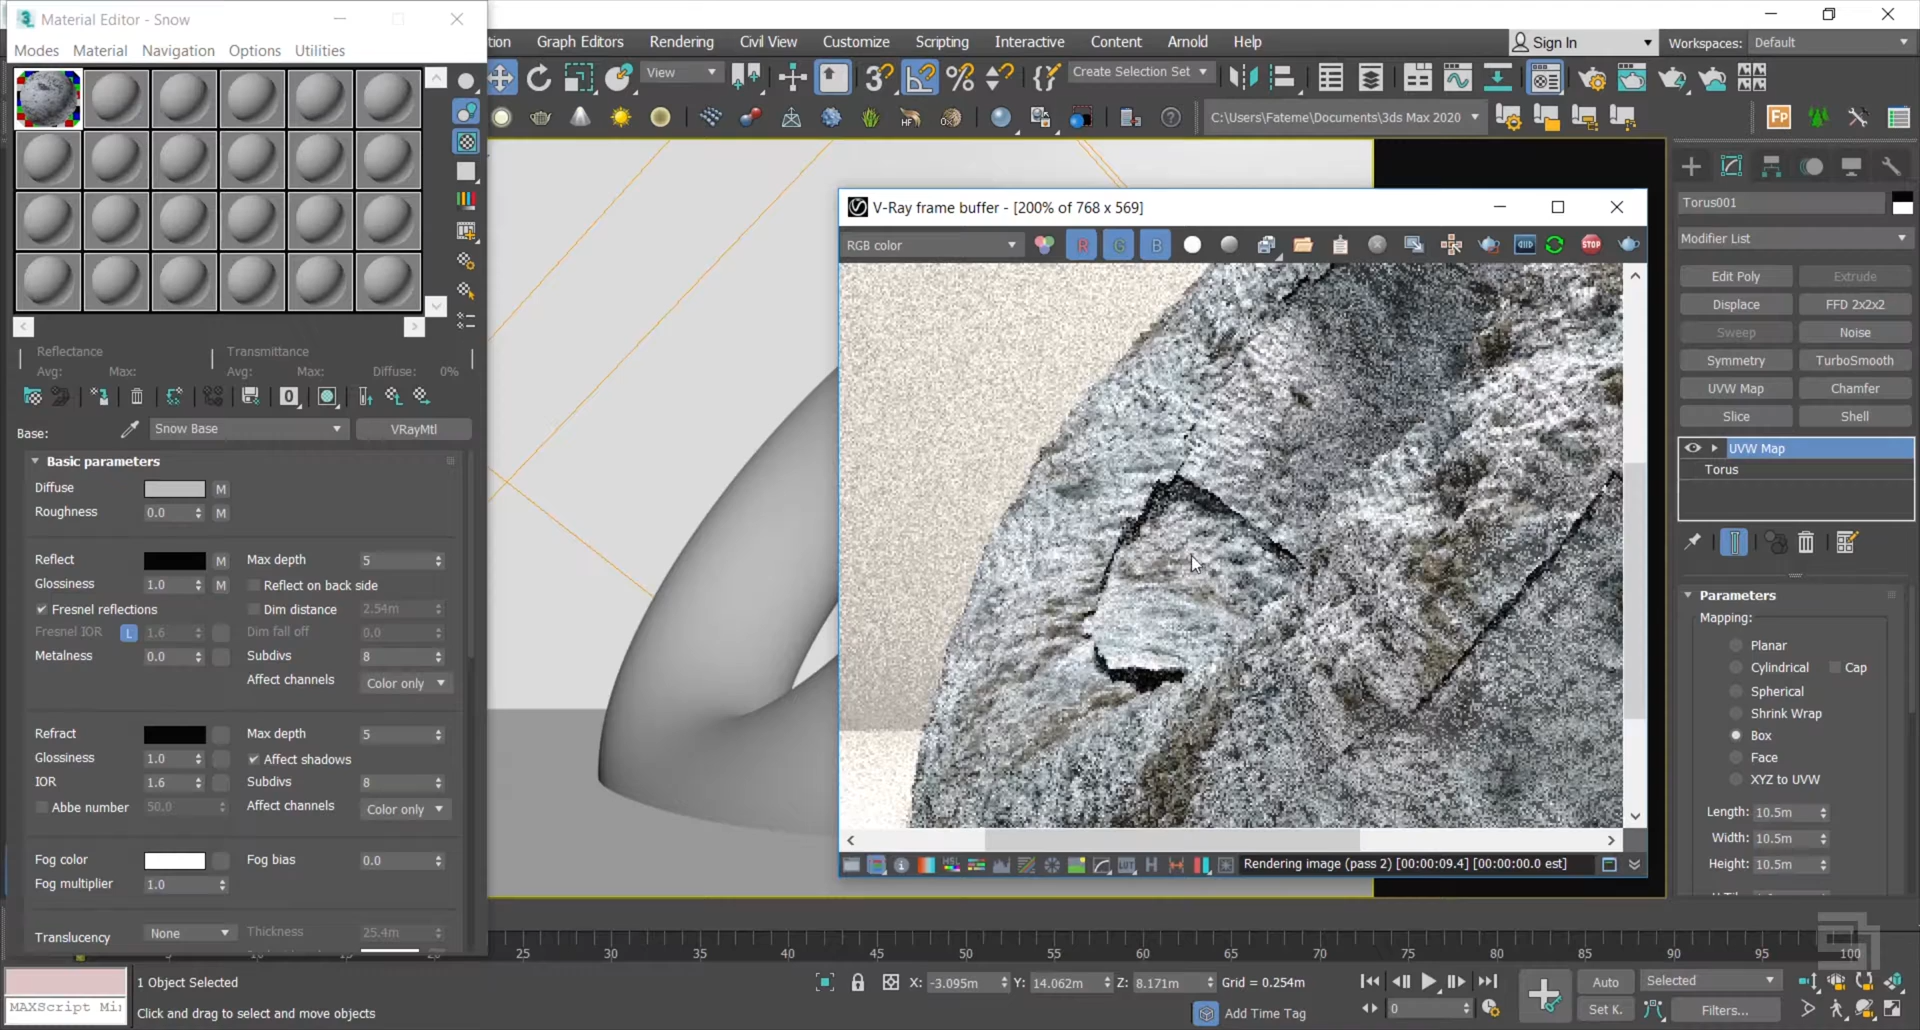 Material Editor - Snow
Modes Material Navigation Options Utilities
Graph Editors Rendering Civil View Customize Scripting Interactive Content Arnold Help
Sign In
Workspaces: Default
View
Create Selection Set
C:\Users\Fateme\Documents\3ds Max 2020
Reflectance
Avg: Max:
Transmittance
Avg: Max: Diffuse: 0%
Base: Snow Base VRayMtl
Basic parameters
Diffuse M
Roughness 0.0 M
Reflect M Max depth 5
Glossiness 1.0 M Reflect on back side
Fresnel reflections Dim distance 2.54m
Fresnel IOR L 1.6 Dim fall off 0.0
Metalness 0.0 Subdivs 8
Affect channels Color only
Refract Max depth 5
Glossiness 1.0 Affect shadows
IOR 1.6 Subdivs 8
Abbe number 50.0 Affect channels Color only
Fog color Fog bias 0.0
Fog multiplier 1.0
Translucency None Thickness 25.4m
V-Ray frame buffer - [200% of 768 x 569]
RGB color R G B STOP
Rendering image (pass 2) [00:00:09.4] [00:00:00.0 est]
Torus001
Modifier List
Edit Poly Extrude
Displace FFD 2x2x2
Sweep Noise
Symmetry TurboSmooth
UVW Map Chamfer
Slice Shell
UVW Map
Torus
Parameters
Mapping:
Planar
Cylindrical Cap
Spherical
Shrink Wrap
Box
Face
XYZ to UVW
Length: 10.5m
Width: 10.5m
Height: 10.5m
25 30 35 40 45 50 55 60 65 70 75 80 85 90 95 100
1 Object Selected
Click and drag to select and move objects
MAXScript Mi
X: -3.095m Y: 14.062m Z: 8.171m Grid = 0.254m
Add Time Tag
0
Auto Selected
Set K. Filters...